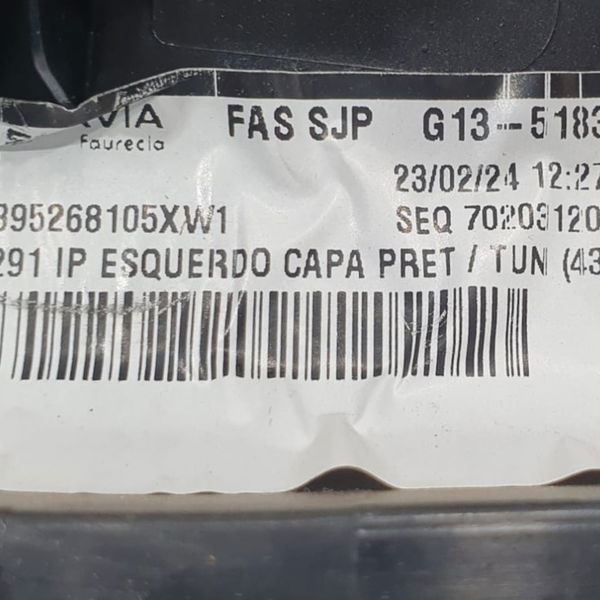 VIA FAS SJP G13--5183
Faurecia
23/02/24 12:27
395268105XW1 SEQ 70203120
291 IP ESQUERDO CAPA PRET / TUN (43